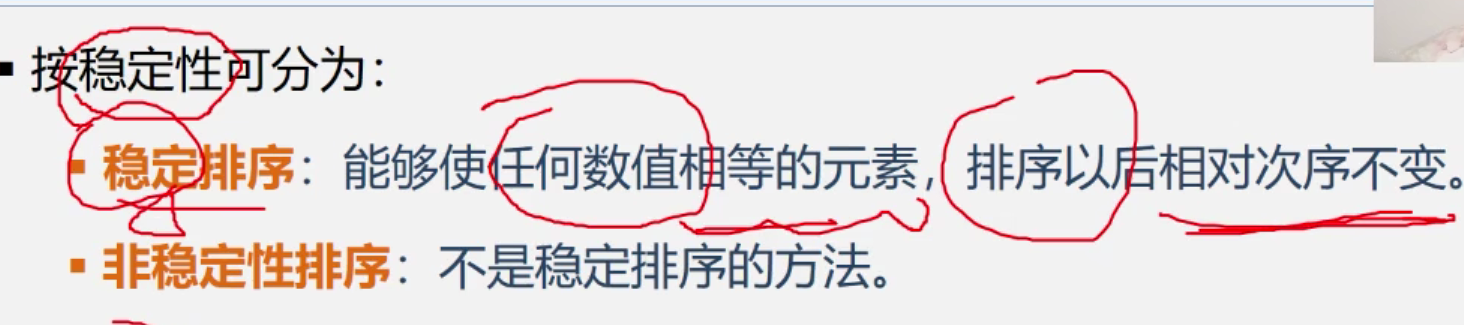 ▪ 按稳定性可分为：
▪ 稳定排序：能够使任何数值相等的元素，排序以后相对次序不变。
▪ 非稳定性排序：不是稳定排序的方法。